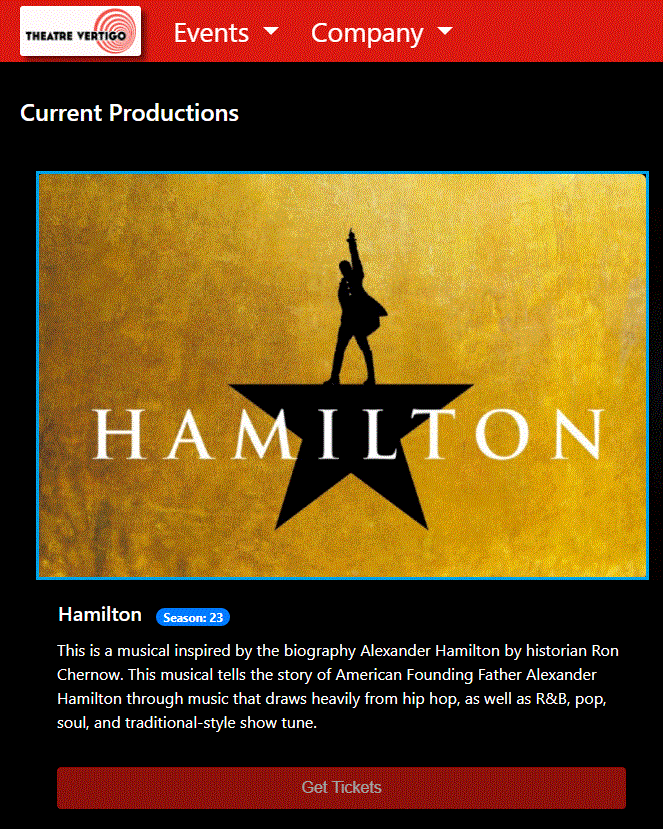 THEATRE VERTIGO
Events Company
Current Productions
HAMILTON
Hamilton Season: 23
This is a musical inspired by the biography Alexander Hamilton by historian Ron
Chernow. This musical tells the story of American Founding Father Alexander
Hamilton through music that draws heavily from hip hop, as well as R&B, pop,
soul, and traditional-style show tune.
Get Tickets